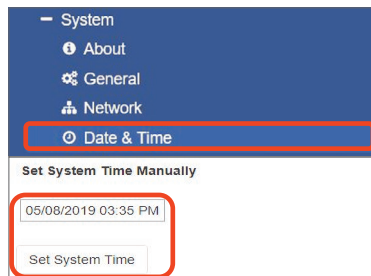 System
About
General
Network
Date & Time
Set System Time Manually
05/08/2019 03:35 PM
Set System Time